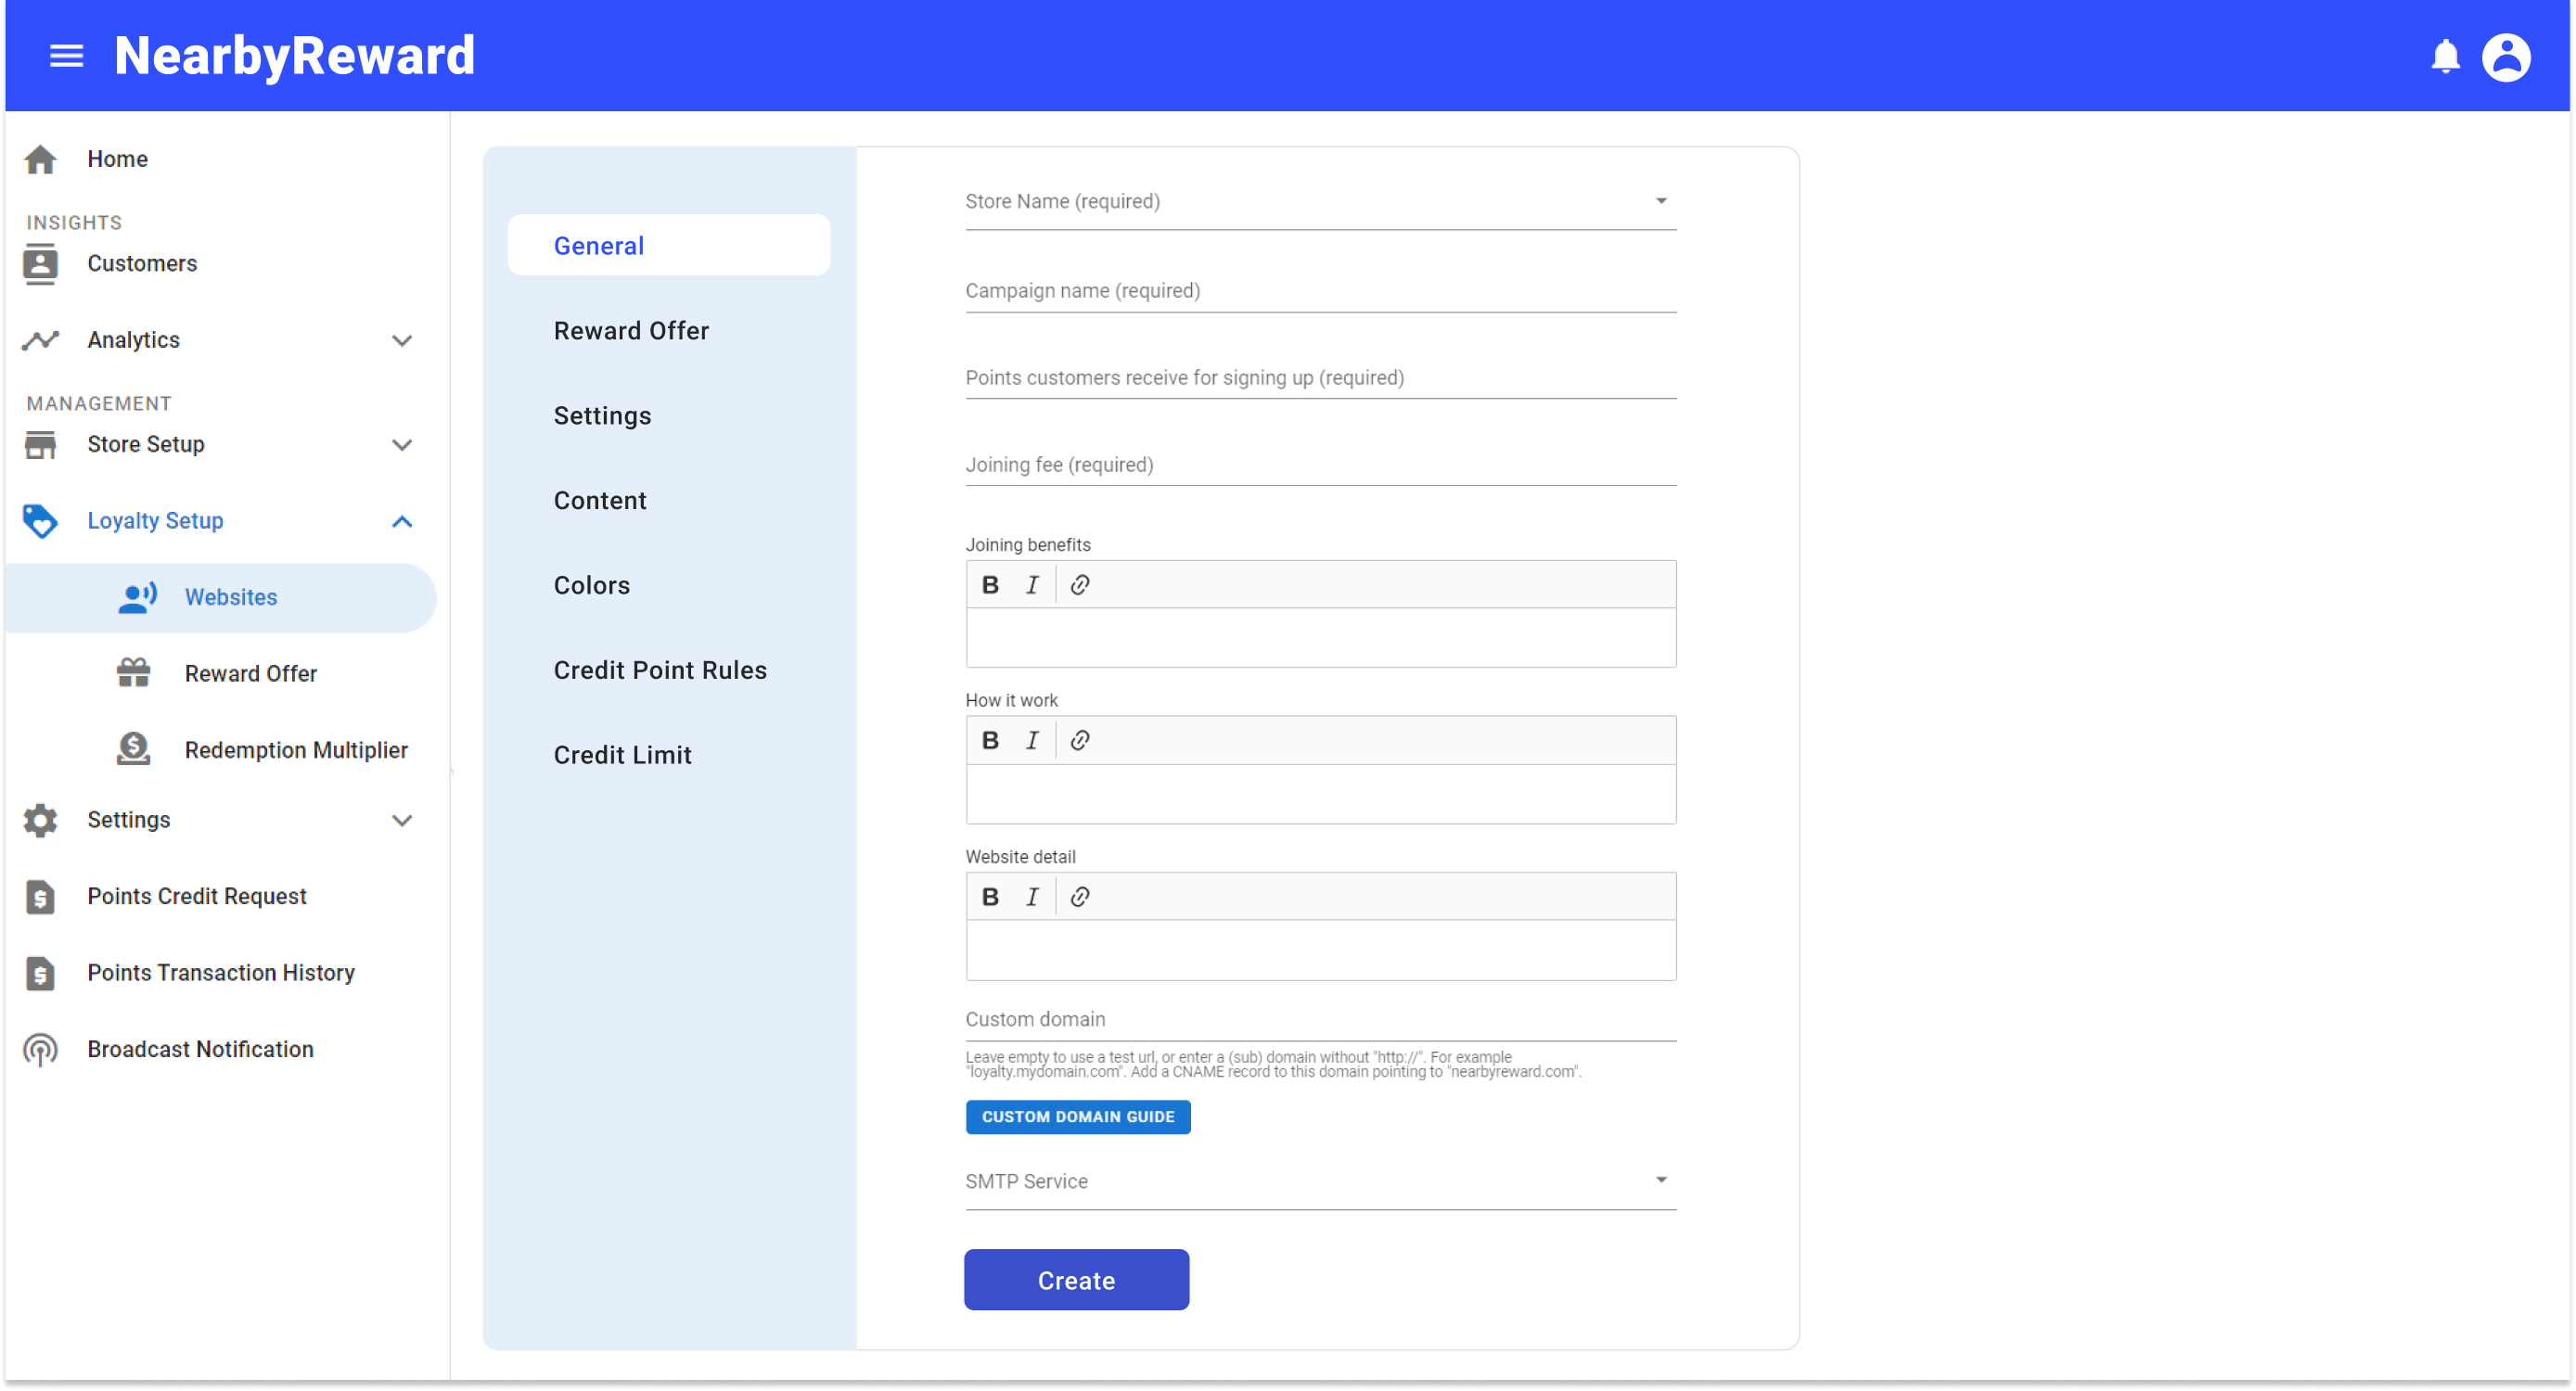 NearbyReward
Home
INSIGHTS
Customers
Analytics
MANAGEMENT
Store Setup
Loyalty Setup
Websites
Reward Offer
Redemption Multiplier
Settings
Points Credit Request
Points Transaction History
Broadcast Notification
General
Reward Offer
Settings
Content
Colors
Credit Point Rules
Credit Limit
Store Name (required)
Campaign name (required)
Points customers receive for signing up (required)
Joining fee (required)
Joining benefits
B I
How it work
B I
Website detail
B I
Custom domain
Leave empty to use a test url, or enter a (sub) domain without "http://". For example
"loyalty.mydomain.com". Add a CNAME record to this domain pointing to "nearbyreward.com".
CUSTOM DOMAIN GUIDE
SMTP Service
Create